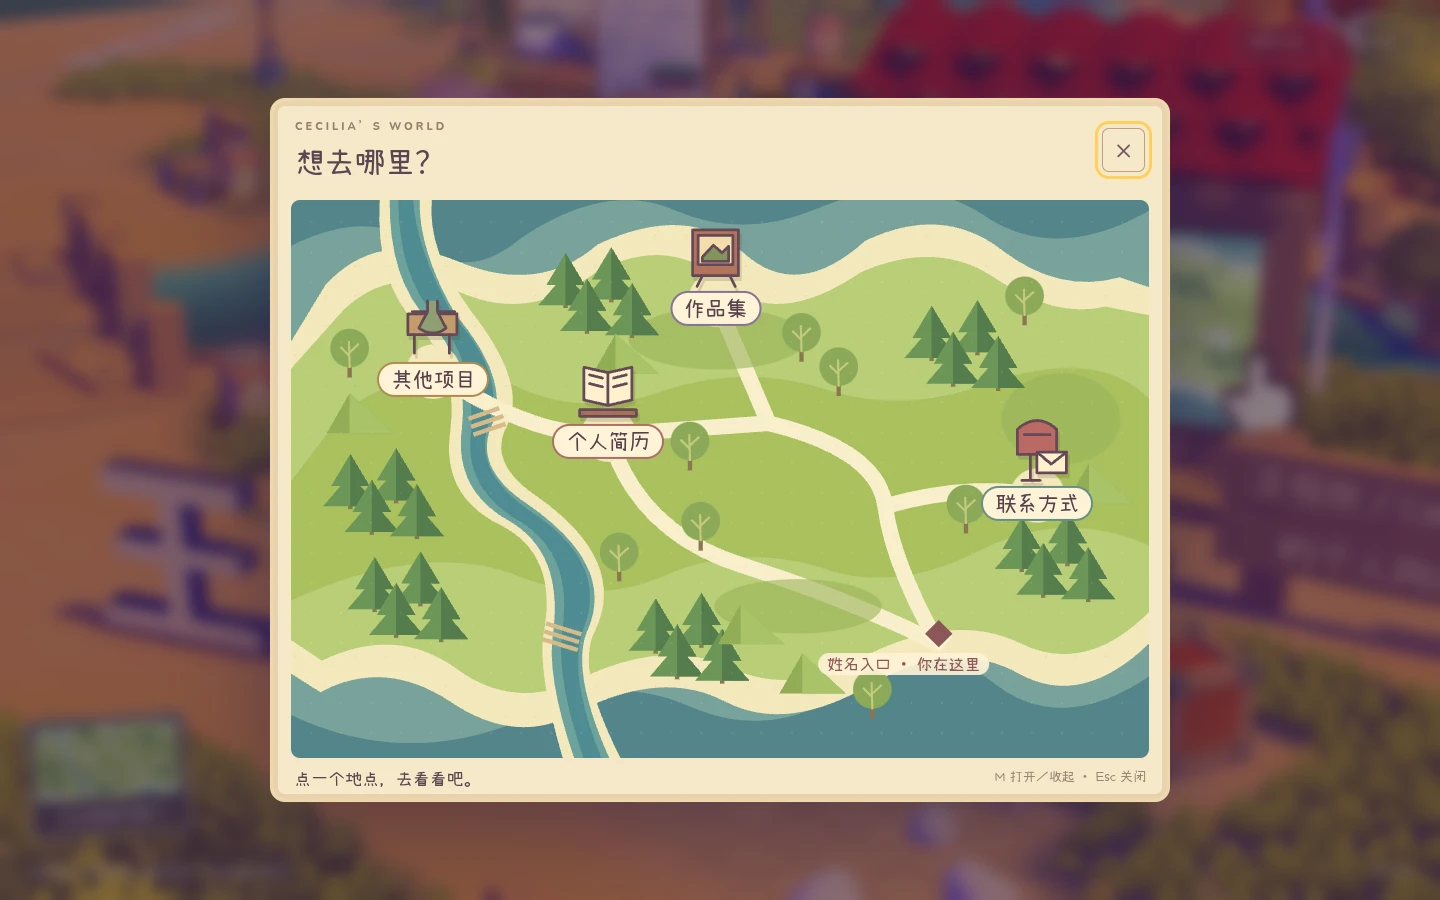 CECILIA’S WORLD
想去哪里？
作品集
其他项目
个人简历
联系方式
姓名入口 · 你在这里
点一个地点，去看看吧。
M 打开／收起 · Esc 关闭